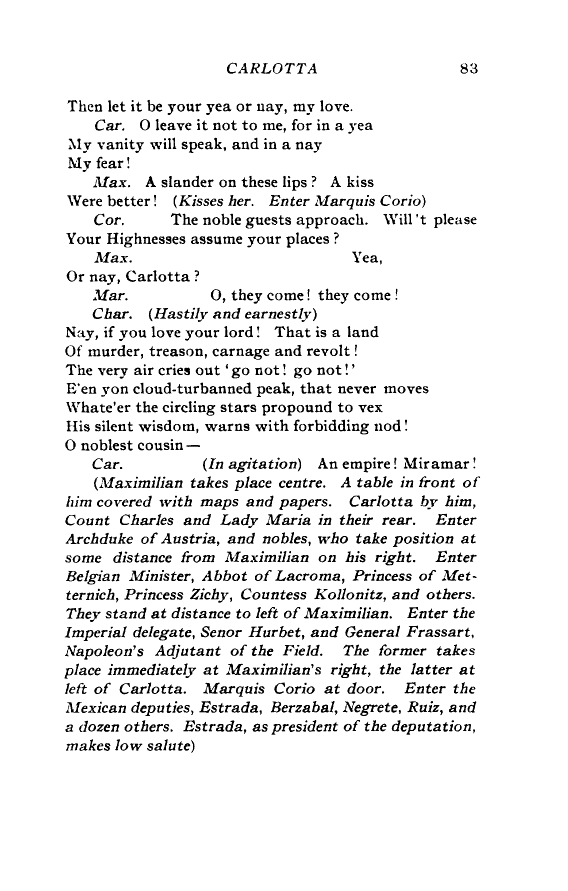 CARLOTTA 83
Then let it be your yea or nay, my love.
Car. O leave it not to me, for in a yea
My vanity will speak, and in a nay
My fear!
Max. A slander on these lips? A kiss
Were better! (Kisses her. Enter Marquis Corio)
Cor. The noble guests approach. Will't please
Your Highnesses assume your places?
Max. Yea,
Or nay, Carlotta?
Mar. O, they come! they come!
Char. (Hastily and earnestly)
Nay, if you love your lord! That is a land
Of murder, treason, carnage and revolt!
The very air cries out 'go not! go not!'
E'en yon cloud-turbanned peak, that never moves
Whate'er the circling stars propound to vex
His silent wisdom, warns with forbidding nod!
O noblest cousin—
Car. (In agitation) An empire! Miramar!
(Maximilian takes place centre. A table in front of
him covered with maps and papers. Carlotta by him,
Count Charles and Lady Maria in their rear. Enter
Archduke of Austria, and nobles, who take position at
some distance from Maximilian on his right. Enter
Belgian Minister, Abbot of Lacroma, Princess of Met-
ternich, Princess Zichy, Countess Kollonitz, and others.
They stand at distance to left of Maximilian. Enter the
Imperial delegate, Senor Hurbet, and General Frassart,
Napoleon's Adjutant of the Field. The former takes
place immediately at Maximilian's right, the latter at
left of Carlotta. Marquis Corio at door. Enter the
Mexican deputies, Estrada, Berzabal, Negrete, Ruiz, and
a dozen others. Estrada, as president of the deputation,
makes low salute)